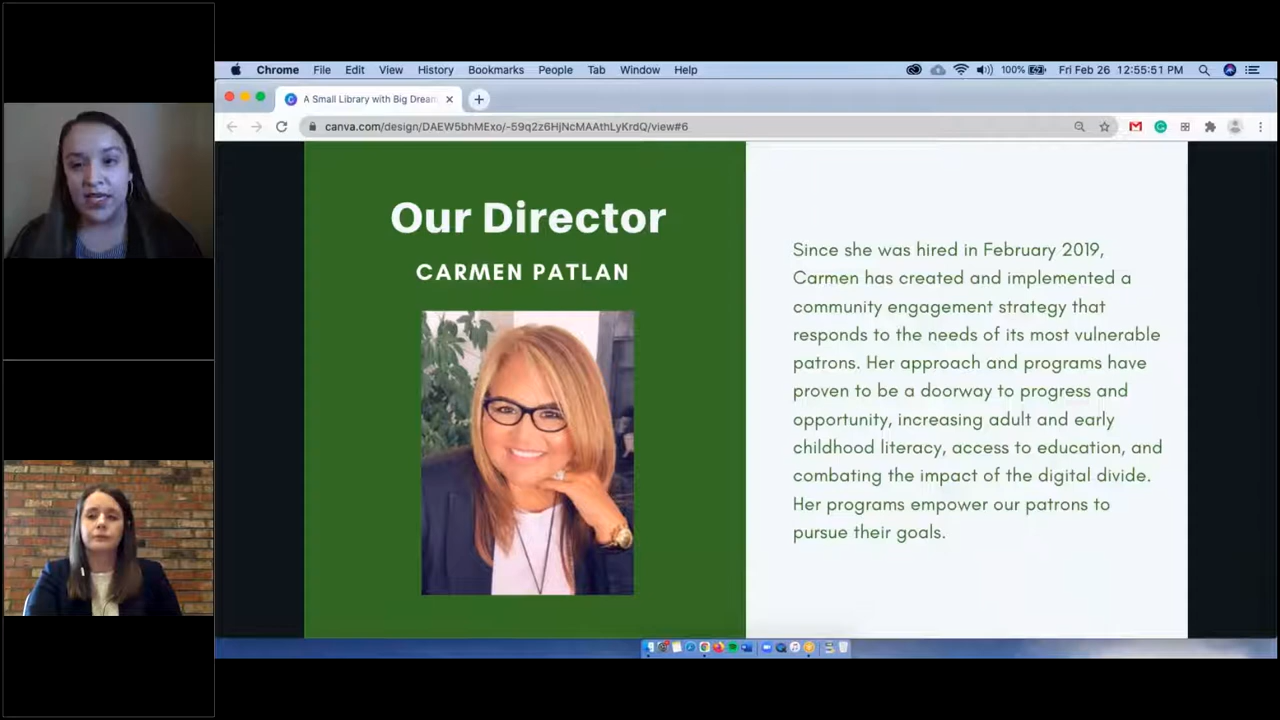 Chrome File Edit View History Bookmarks People Tab Window Help 100% Fri Feb 26 12:55:51 PM
A Small Library with Big Dream
canva.com/design/DAEW5bhMExo/-59q2z6HjNcMAAthLyKrdQ/view#6
Our Director
CARMEN PATLAN
Since she was hired in February 2019,
Carmen has created and implemented a
community engagement strategy that
responds to the needs of its most vulnerable
patrons. Her approach and programs have
proven to be a doorway to progress and
opportunity, increasing adult and early
childhood literacy, access to education, and
combating the impact of the digital divide.
Her programs empower our patrons to
pursue their goals.